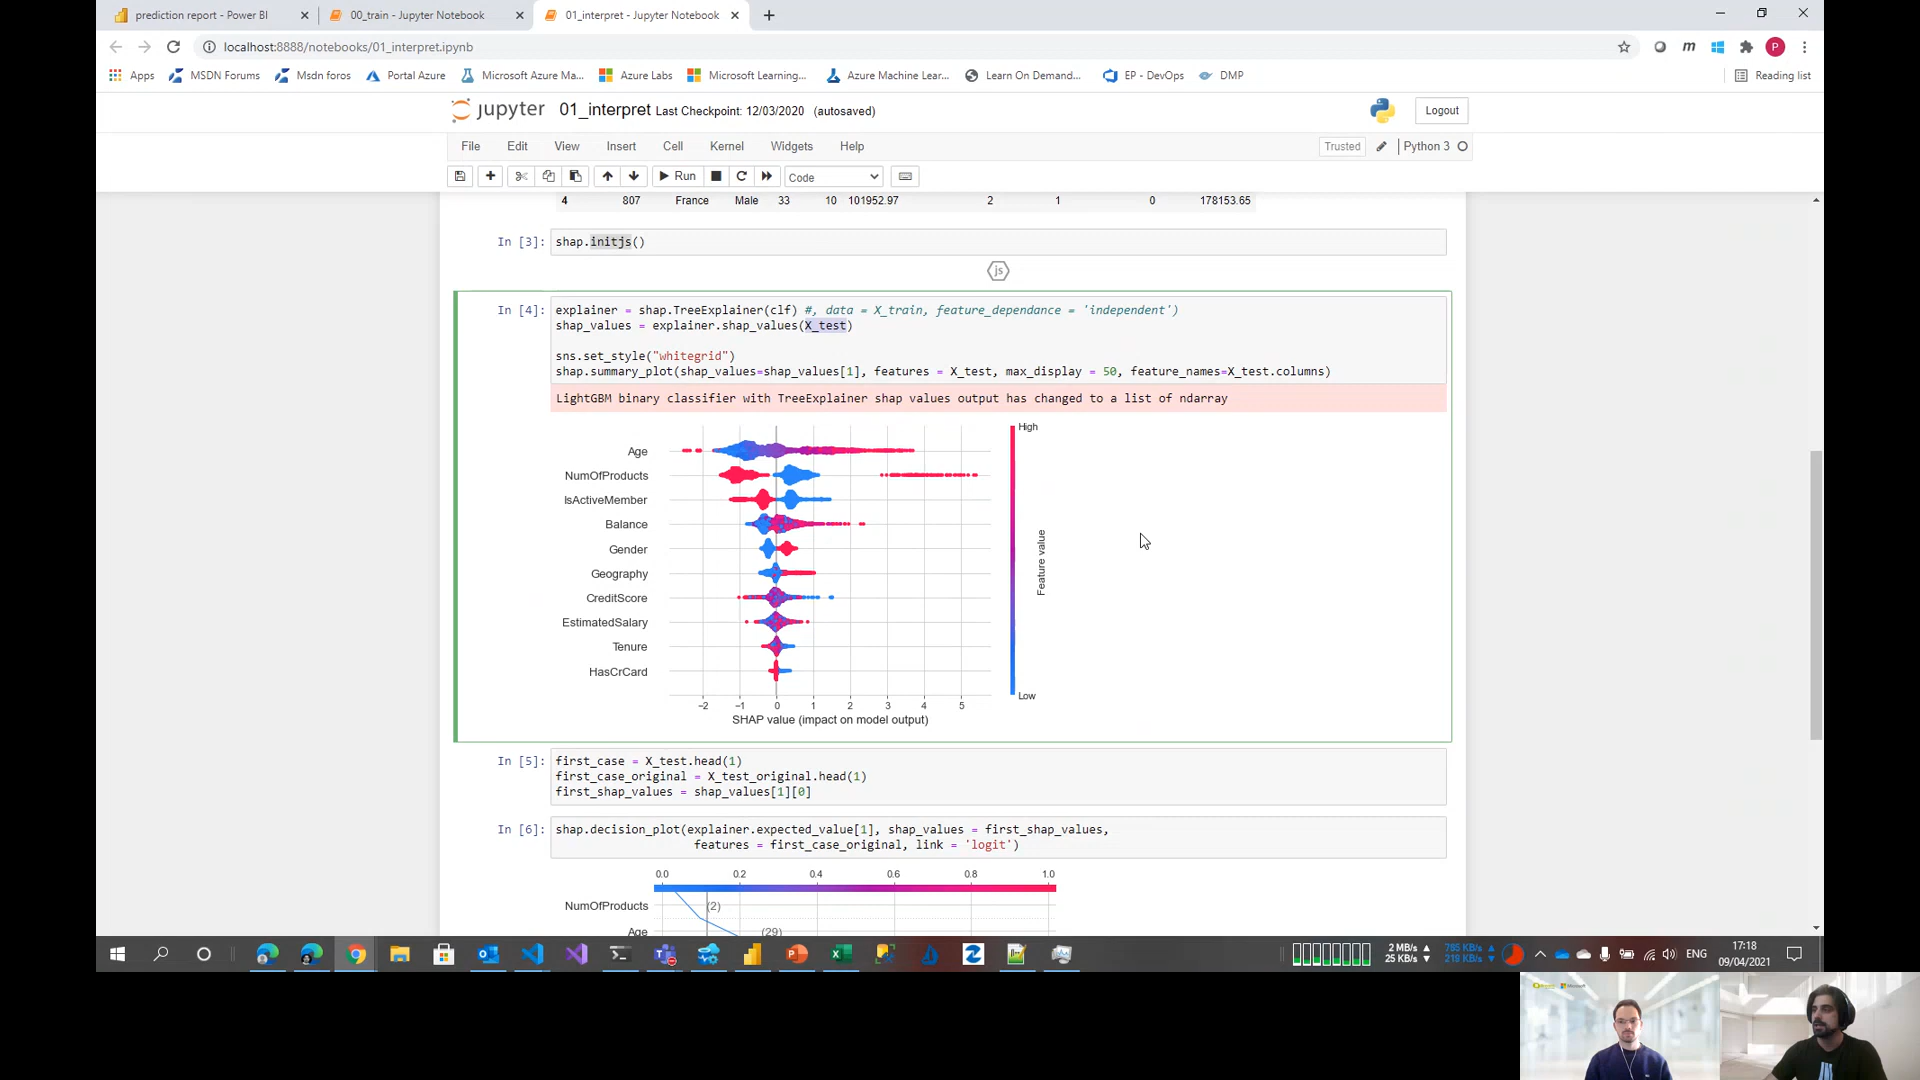 prediction report - Power BI
00_train - Jupyter Notebook
01_interpret - Jupyter Notebook
localhost:8888/notebooks/01_interpret.ipynb
m
P
Apps
MSDN Forums
Msdn foros
Portal Azure
Microsoft Azure Ma...
Azure Labs
Microsoft Learning...
Azure Machine Lear...
Learn On Demand...
EP - DevOps
DMP
Reading list
jupyter 01_interpret Last Checkpoint: 12/03/2020 (autosaved)
Logout
File Edit View Insert Cell Kernel Widgets Help
Trusted
Python 3
Run
Code
4 807 France Male 33 10 101952.97 2 1 0 178153.65
In [3]: shap.initjs()
js
In [4]: explainer = shap.TreeExplainer(clf) #, data = X_train, feature_dependance = 'independent')
shap_values = explainer.shap_values(X_test)
sns.set_style("whitegrid")
shap.summary_plot(shap_values=shap_values[1], features = X_test, max_display = 50, feature_names=X_test.columns)
LightGBM binary classifier with TreeExplainer shap values output has changed to a list of ndarray
High
Age
NumOfProducts
IsActiveMember
Balance
Gender
Geography
CreditScore
EstimatedSalary
Tenure
HasCrCard
Feature value
Low
−2 −1 0 1 2 3 4 5
SHAP value (impact on model output)
In [5]: first_case = X_test.head(1)
first_case_original = X_test_original.head(1)
first_shap_values = shap_values[1][0]
In [6]: shap.decision_plot(explainer.expected_value[1], shap_values = first_shap_values,
features = first_case_original, link = 'logit')
0.0 0.2 0.4 0.6 0.8 1.0
NumOfProducts (2)
Age (29)
2 MB/s
25 KB/s
785 KB/s
219 KB/s
ENG
17:18
09/04/2021